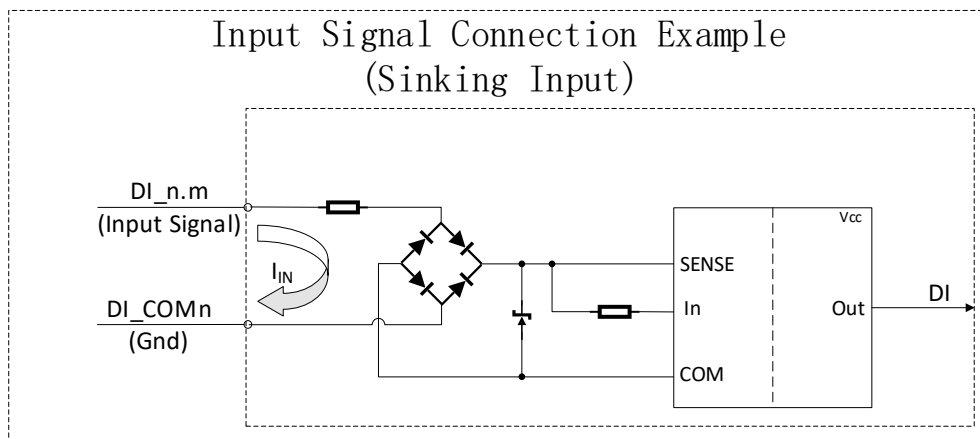 Input Signal Connection Example
(Sinking Input)
DI_n.m
(Input Signal)
I_IN
DI_COMn
(Gnd)
Vcc
SENSE
In
Out
COM
DI